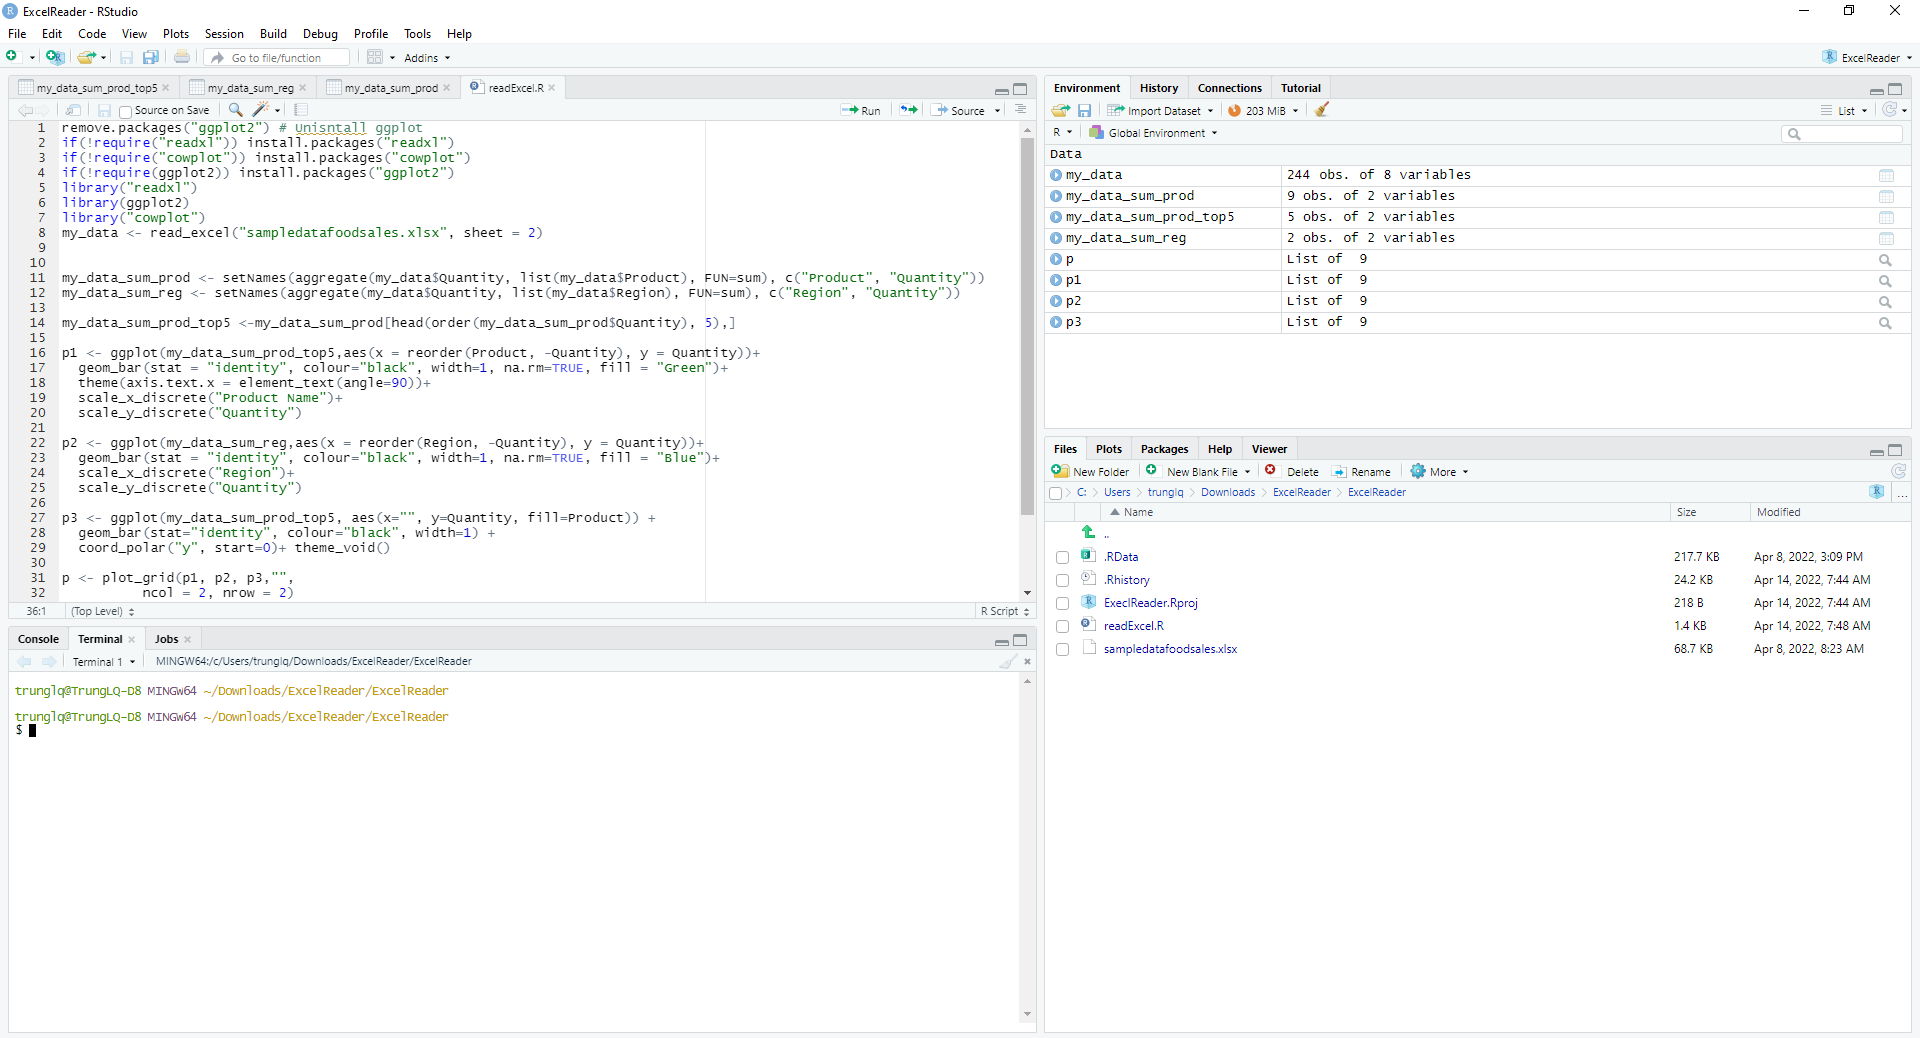 ExcelReader - RStudio
File Edit Code View Plots Session Build Debug Profile Tools Help
Go to file/function Addins ExcelReader
my_data_sum_prod_top5 my_data_sum_reg my_data_sum_prod readExcel.R
Source on Save Run Source
1 remove.packages("ggplot2") # Unisntall ggplot
2 if(!require("readxl")) install.packages("readxl")
3 if(!require("cowplot")) install.packages("cowplot")
4 if(!require(ggplot2)) install.packages("ggplot2")
5 library("readxl")
6 library(ggplot2)
7 library("cowplot")
8 my_data <- read_excel("sampledatafoodsales.xlsx", sheet = 2)
9
10
11 my_data_sum_prod <- setNames(aggregate(my_data$Quantity, list(my_data$Product), FUN=sum), c("Product", "Quantity"))
12 my_data_sum_reg <- setNames(aggregate(my_data$Quantity, list(my_data$Region), FUN=sum), c("Region", "Quantity"))
13
14 my_data_sum_prod_top5 <-my_data_sum_prod[head(order(my_data_sum_prod$Quantity), 5),]
15
16 p1 <- ggplot(my_data_sum_prod_top5,aes(x = reorder(Product, -Quantity), y = Quantity))+
17 geom_bar(stat = "identity", colour="black", width=1, na.rm=TRUE, fill = "Green")+
18 theme(axis.text.x = element_text(angle=90))+
19 scale_x_discrete("Product Name")+
20 scale_y_discrete("Quantity")
21
22 p2 <- ggplot(my_data_sum_reg,aes(x = reorder(Region, -Quantity), y = Quantity))+
23 geom_bar(stat = "identity", colour="black", width=1, na.rm=TRUE, fill = "Blue")+
24 scale_x_discrete("Region")+
25 scale_y_discrete("Quantity")
26
27 p3 <- ggplot(my_data_sum_prod_top5, aes(x="", y=Quantity, fill=Product)) +
28 geom_bar(stat="identity", colour="black", width=1) +
29 coord_polar("y", start=0)+ theme_void()
30
31 p <- plot_grid(p1, p2, p3,"",
32 ncol = 2, nrow = 2)
36:1 (Top Level) R Script
Console Terminal Jobs
Terminal 1 MINGW64:/c/Users/trunglq/Downloads/ExcelReader/ExcelReader
trunglq@TrungLQ-D8 MINGW64 ~/Downloads/ExcelReader/ExcelReader
trunglq@TrungLQ-D8 MINGW64 ~/Downloads/ExcelReader/ExcelReader
$
Environment History Connections Tutorial
Import Dataset 203 MiB List
R Global Environment
Data
my_data 244 obs. of 8 variables
my_data_sum_prod 9 obs. of 2 variables
my_data_sum_prod_top5 5 obs. of 2 variables
my_data_sum_reg 2 obs. of 2 variables
p List of 9
p1 List of 9
p2 List of 9
p3 List of 9
Files Plots Packages Help Viewer
New Folder New Blank File Delete Rename More
C: Users trunglq Downloads ExcelReader ExcelReader ...
Name Size Modified
..
.RData 217.7 KB Apr 8, 2022, 3:09 PM
.Rhistory 24.2 KB Apr 14, 2022, 7:44 AM
ExeclReader.Rproj 218 B Apr 14, 2022, 7:44 AM
readExcel.R 1.4 KB Apr 14, 2022, 7:48 AM
sampledatafoodsales.xlsx 68.7 KB Apr 8, 2022, 8:23 AM